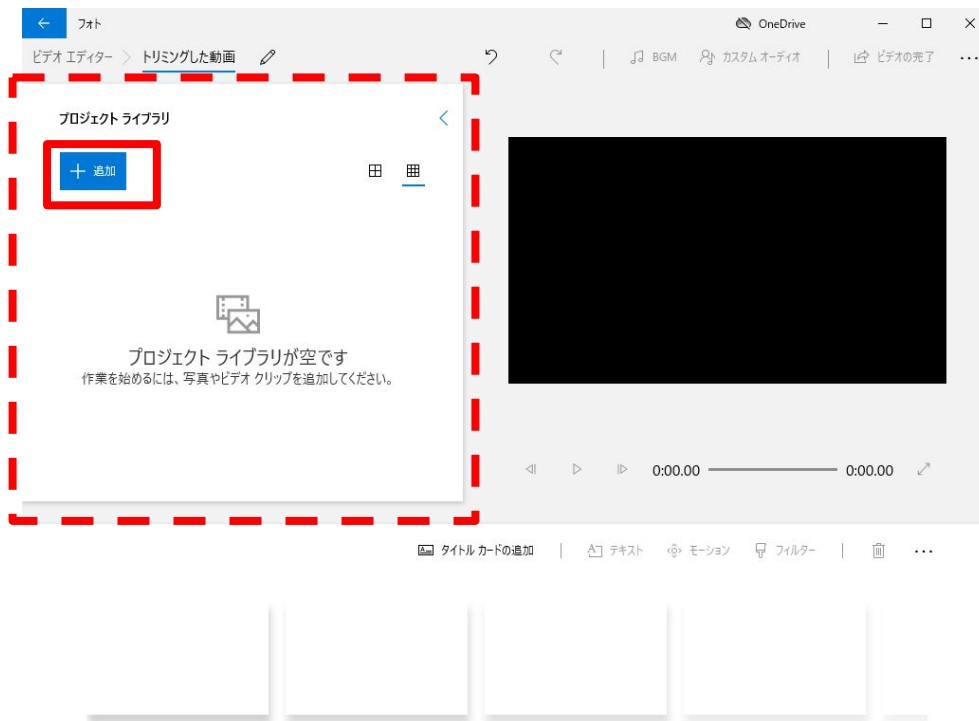 フォト
OneDrive
ビデオ エディター
トリミングした動画
BGM
カスタム オーディオ
ビデオの完了
プロジェクト ライブラリ
追加
プロジェクト ライブラリが空です
作業を始めるには、写真やビデオ クリップを追加してください。
0:00.00
0:00.00
タイトル カードの追加
テキスト
モーション
フィルター